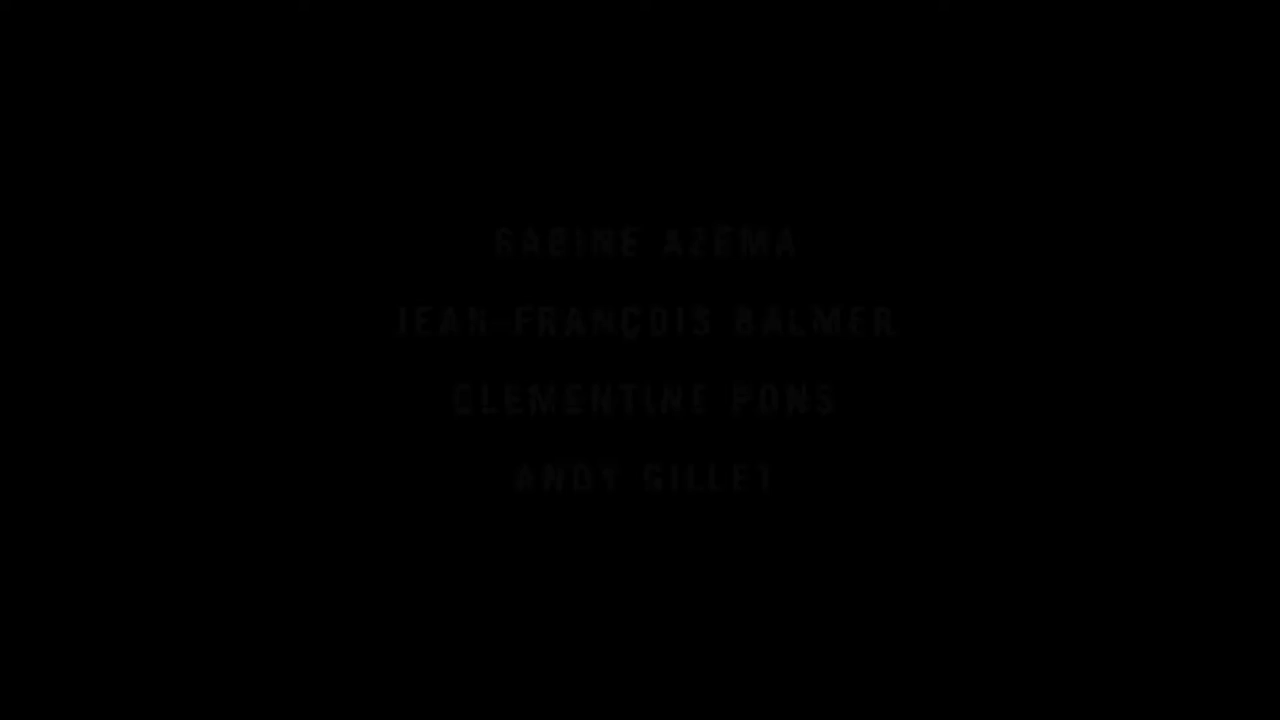 SABINE AZEMA
JEAN-FRANÇOIS BALMER
CLEMENTINE PONS
ANDY GILLET